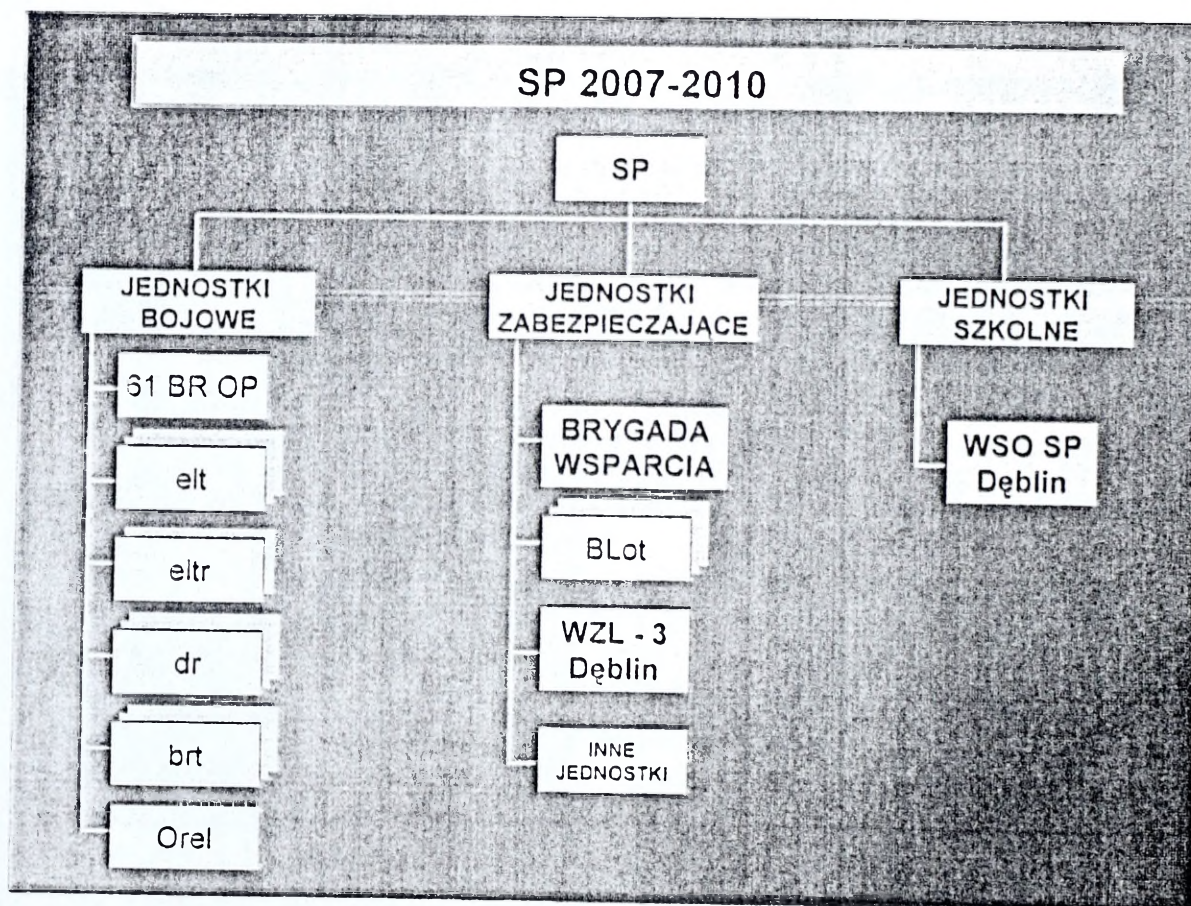 SP 2007-2010
SP
JEDNOSTKI
BOJOWE
61 BR OP
elt
eltr
dr
brt
Orel
JEDNOSTKI
ZABEZPIECZAJĄCE
BRYGADA
WSPARCIA
BLot
WZL - 3
Dęblin
INNE
JEDNOSTKI
JEDNOSTKI
SZKOLNE
WSO SP
Dęblin